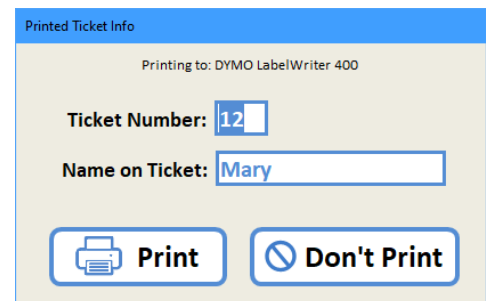 Printed Ticket Info
Printing to: DYMO LabelWriter 400
Ticket Number: 12
Name on Ticket: Mary
Print Don't Print